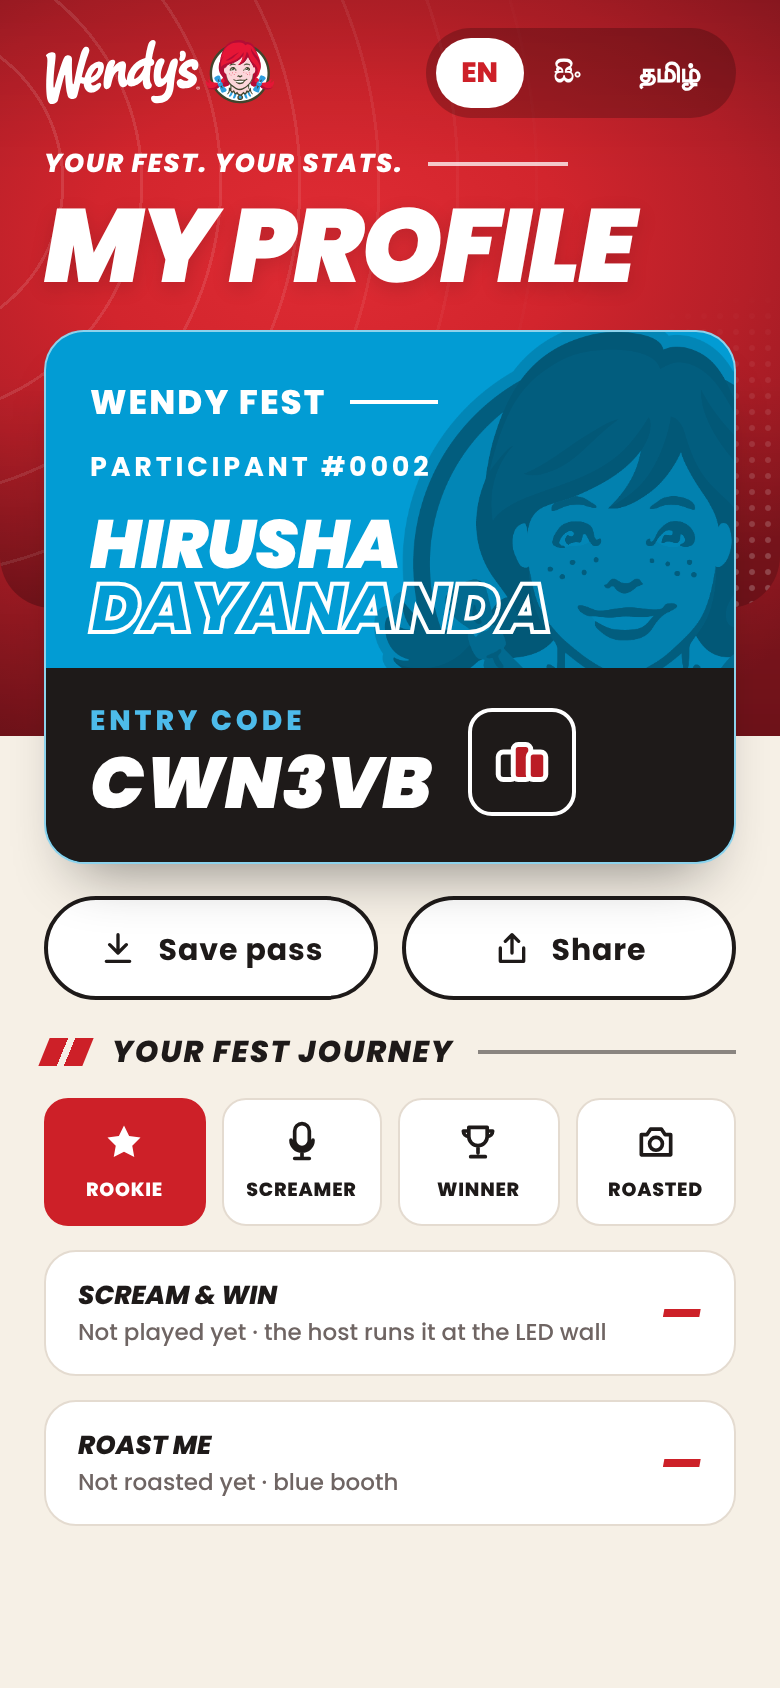 Wendy's
EN සිං தமிழ்
YOUR FEST. YOUR STATS.
MY PROFILE
WENDY FEST
PARTICIPANT #0002
HIRUSHA
DAYANANDA
ENTRY CODE
CWN3VB
Save pass Share
YOUR FEST JOURNEY
ROOKIE SCREAMER WINNER ROASTED
SCREAM & WIN
Not played yet · the host runs it at the LED wall
ROAST ME
Not roasted yet · blue booth